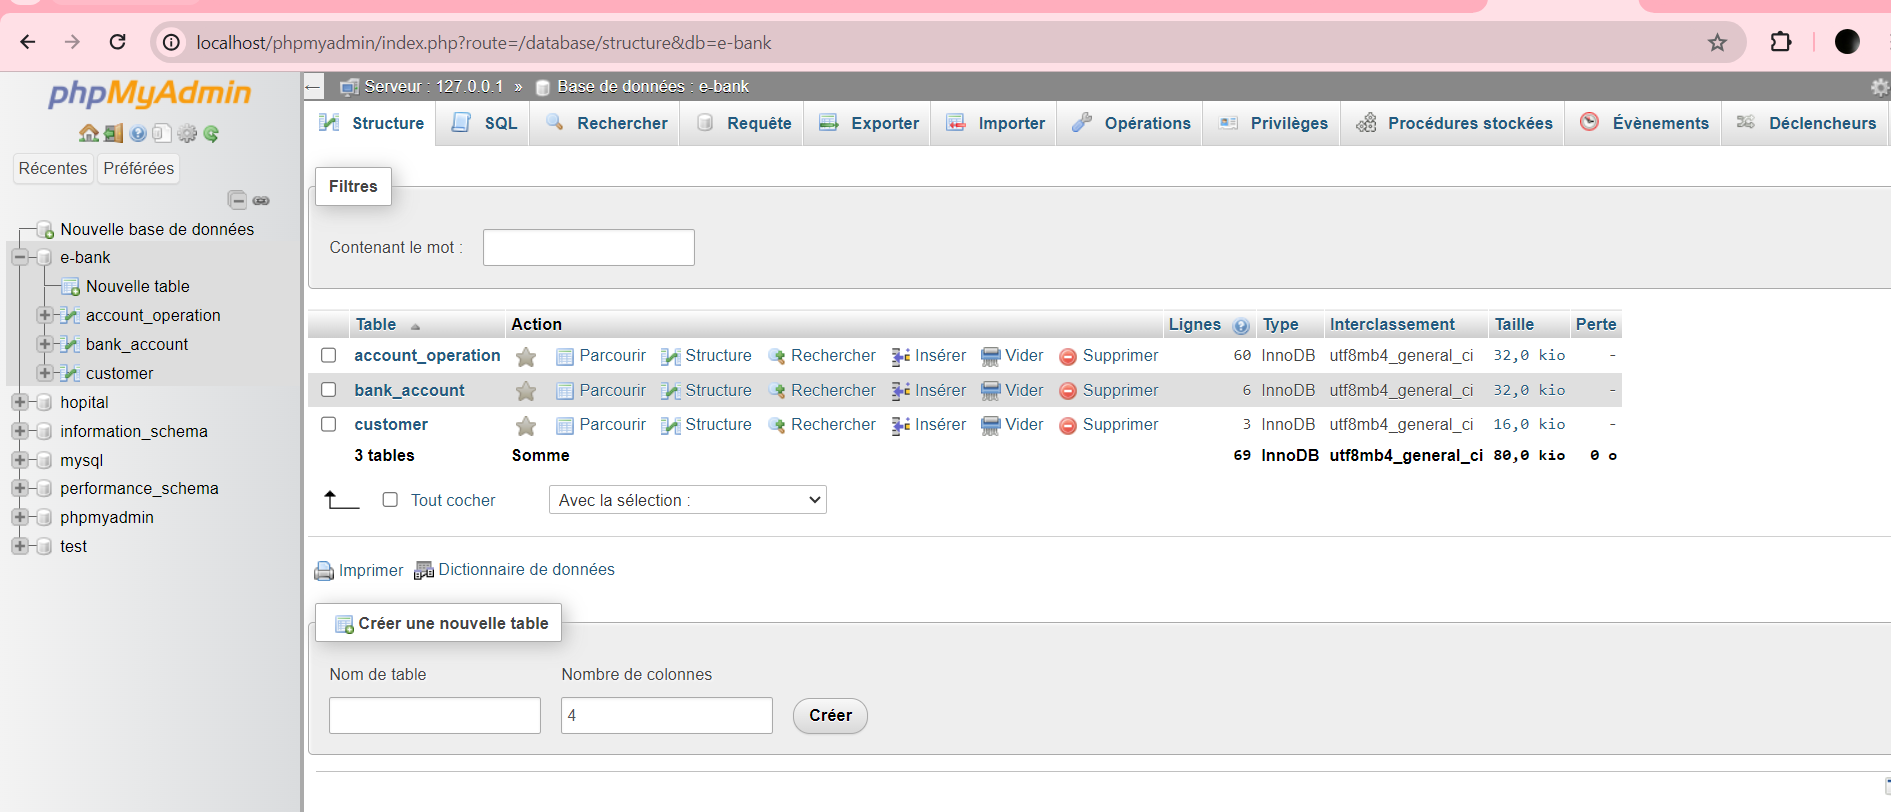 localhost/phpmyadmin/index.php?route=/database/structure&db=e-bank
phpMyAdmin
Récentes Préférées
Nouvelle base de données
e-bank
Nouvelle table
account_operation
bank_account
customer
hopital
information_schema
mysql
performance_schema
phpmyadmin
test
Serveur : 127.0.0.1 » Base de données : e-bank
Structure SQL Rechercher Requête Exporter Importer Opérations Privilèges Procédures stockées Évènements Déclencheurs
Filtres
Contenant le mot :
Table Action Lignes Type Interclassement Taille Perte
account_operation Parcourir Structure Rechercher Insérer Vider Supprimer 60 InnoDB utf8mb4_general_ci 32,0 kio -
bank_account Parcourir Structure Rechercher Insérer Vider Supprimer 6 InnoDB utf8mb4_general_ci 32,0 kio -
customer Parcourir Structure Rechercher Insérer Vider Supprimer 3 InnoDB utf8mb4_general_ci 16,0 kio -
3 tables Somme 69 InnoDB utf8mb4_general_ci 80,0 kio 0 o
Tout cocher Avec la sélection :
Imprimer Dictionnaire de données
Créer une nouvelle table
Nom de table Nombre de colonnes
4 Créer